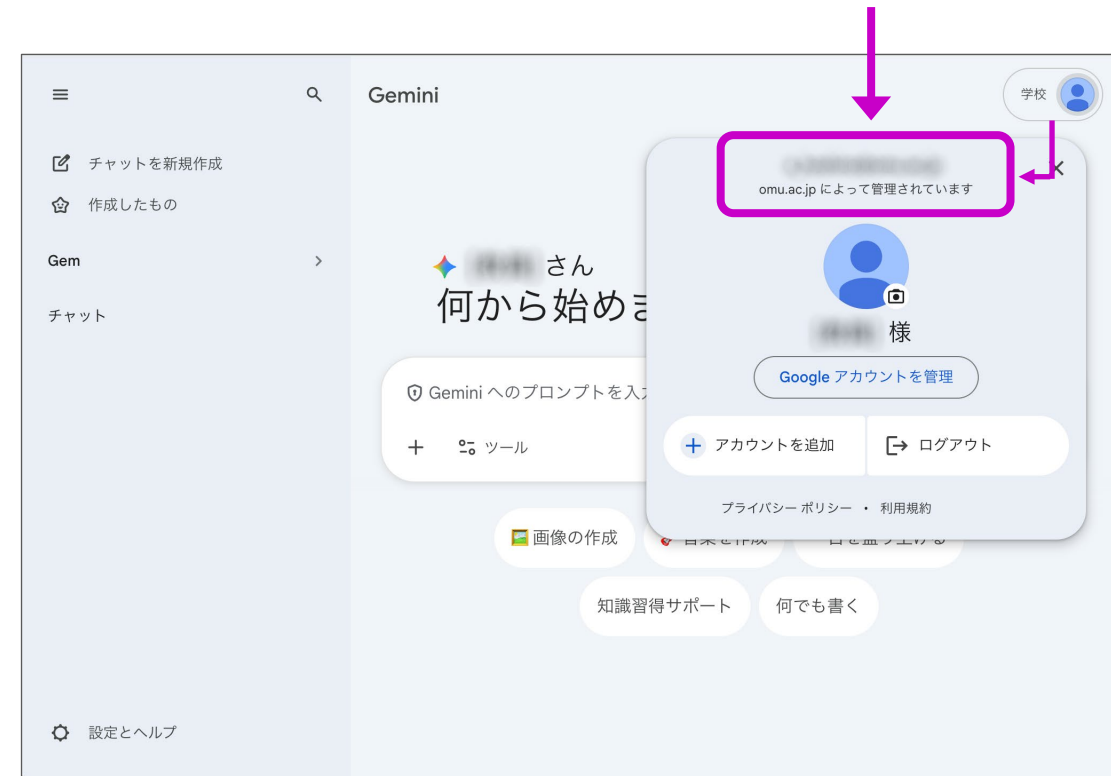 Gemini
学校
チャットを新規作成
作成したもの
Gem
チャット
omu.ac.jp によって管理されています
さん
何から始めま
様
Google アカウントを管理
Gemini へのプロンプトを入
ツール
アカウントを追加
ログアウト
プライバシー ポリシー • 利用規約
画像の作成
音楽を作成
知識習得サポート
何でも書く
設定とヘルプ